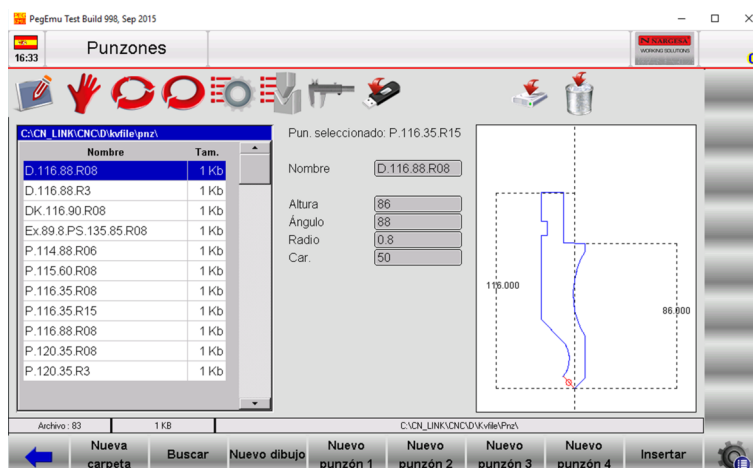 PegEmu Test Build 998, Sep 2015
16:33
Punzones
NARGESA
WORKING SOLUTIONS
C:\CN_LINK\CNC\D\kvfile\pnz\
Nombre Tam.
D.116.88.R08 1 Kb
D.116.88.R3 1 Kb
DK.116.90.R08 1 Kb
Ex.89.8.PS.135.85.R08 1 Kb
P.114.88.R06 1 Kb
P.115.60.R08 1 Kb
P.116.35.R08 1 Kb
P.116.35.R15 1 Kb
P.116.88.R08 1 Kb
P.120.35.R08 1 Kb
P.120.35.R3 1 Kb
Pun. seleccionado: P.116.35.R15
Nombre D.116.88.R08
Altura 86
Ángulo 88
Radio 0.8
Car. 50
116.000
86.000
Archivo : 83 1 KB C:\CN_LINK\CNC\D\Kvfile\Pnz\
Nueva carpeta
Buscar
Nuevo dibujo
Nuevo punzón 1
Nuevo punzón 2
Nuevo punzón 3
Nuevo punzón 4
Insertar